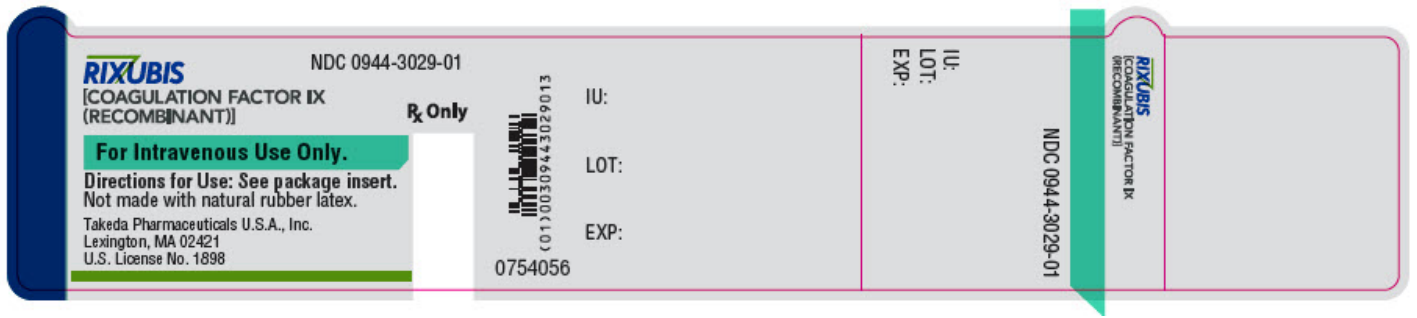 RIXUBIS
NDC 0944-3029-01
[COAGULATION FACTOR IX
(RECOMBINANT)]
Rx Only
For Intravenous Use Only.
Directions for Use: See package insert.
Not made with natural rubber latex.
Takeda Pharmaceuticals U.S.A., Inc.
Lexington, MA 02421
U.S. License No. 1898
(01)00309443029013
0754056
IU:
LOT:
EXP:
IU:
LOT:
EXP:
NDC 0944-3029-01
RIXUBIS
[COAGULATION FACTOR IX
(RECOMBINANT)]